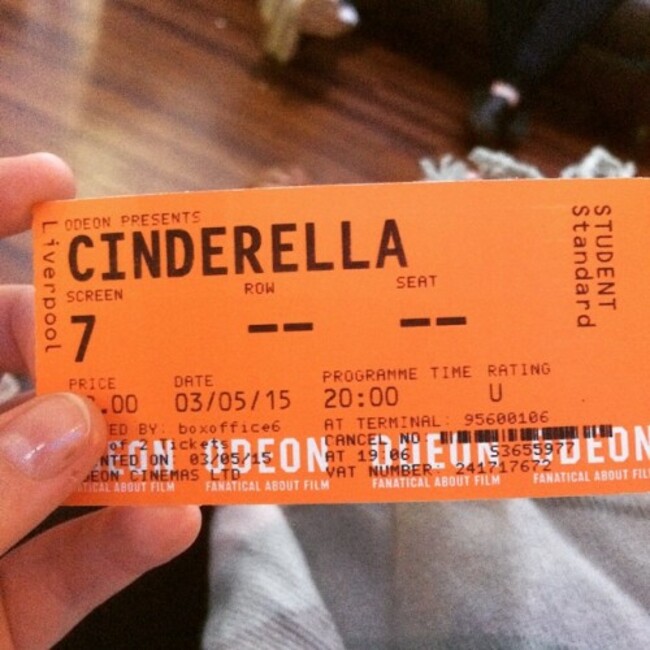 Liverpool
ODEON PRESENTS
CINDERELLA
SCREEN ROW SEAT
7 -- --
PRICE DATE PROGRAMME TIME RATING
.00 03/05/15 20:00 U
ED BY: boxoffice6 AT TERMINAL: 95600106
of 2 Tickets CANCEL NO
NTED ON 03/05/15 AT 19:06 53655977
ODEON CINEMAS LTD VAT NUMBER 241717672
ODEON ODEON ODEON ODEON
FANATICAL ABOUT FILM FANATICAL ABOUT FILM FANATICAL ABOUT FILM FANATICAL ABOUT FILM
STUDENT
Standard